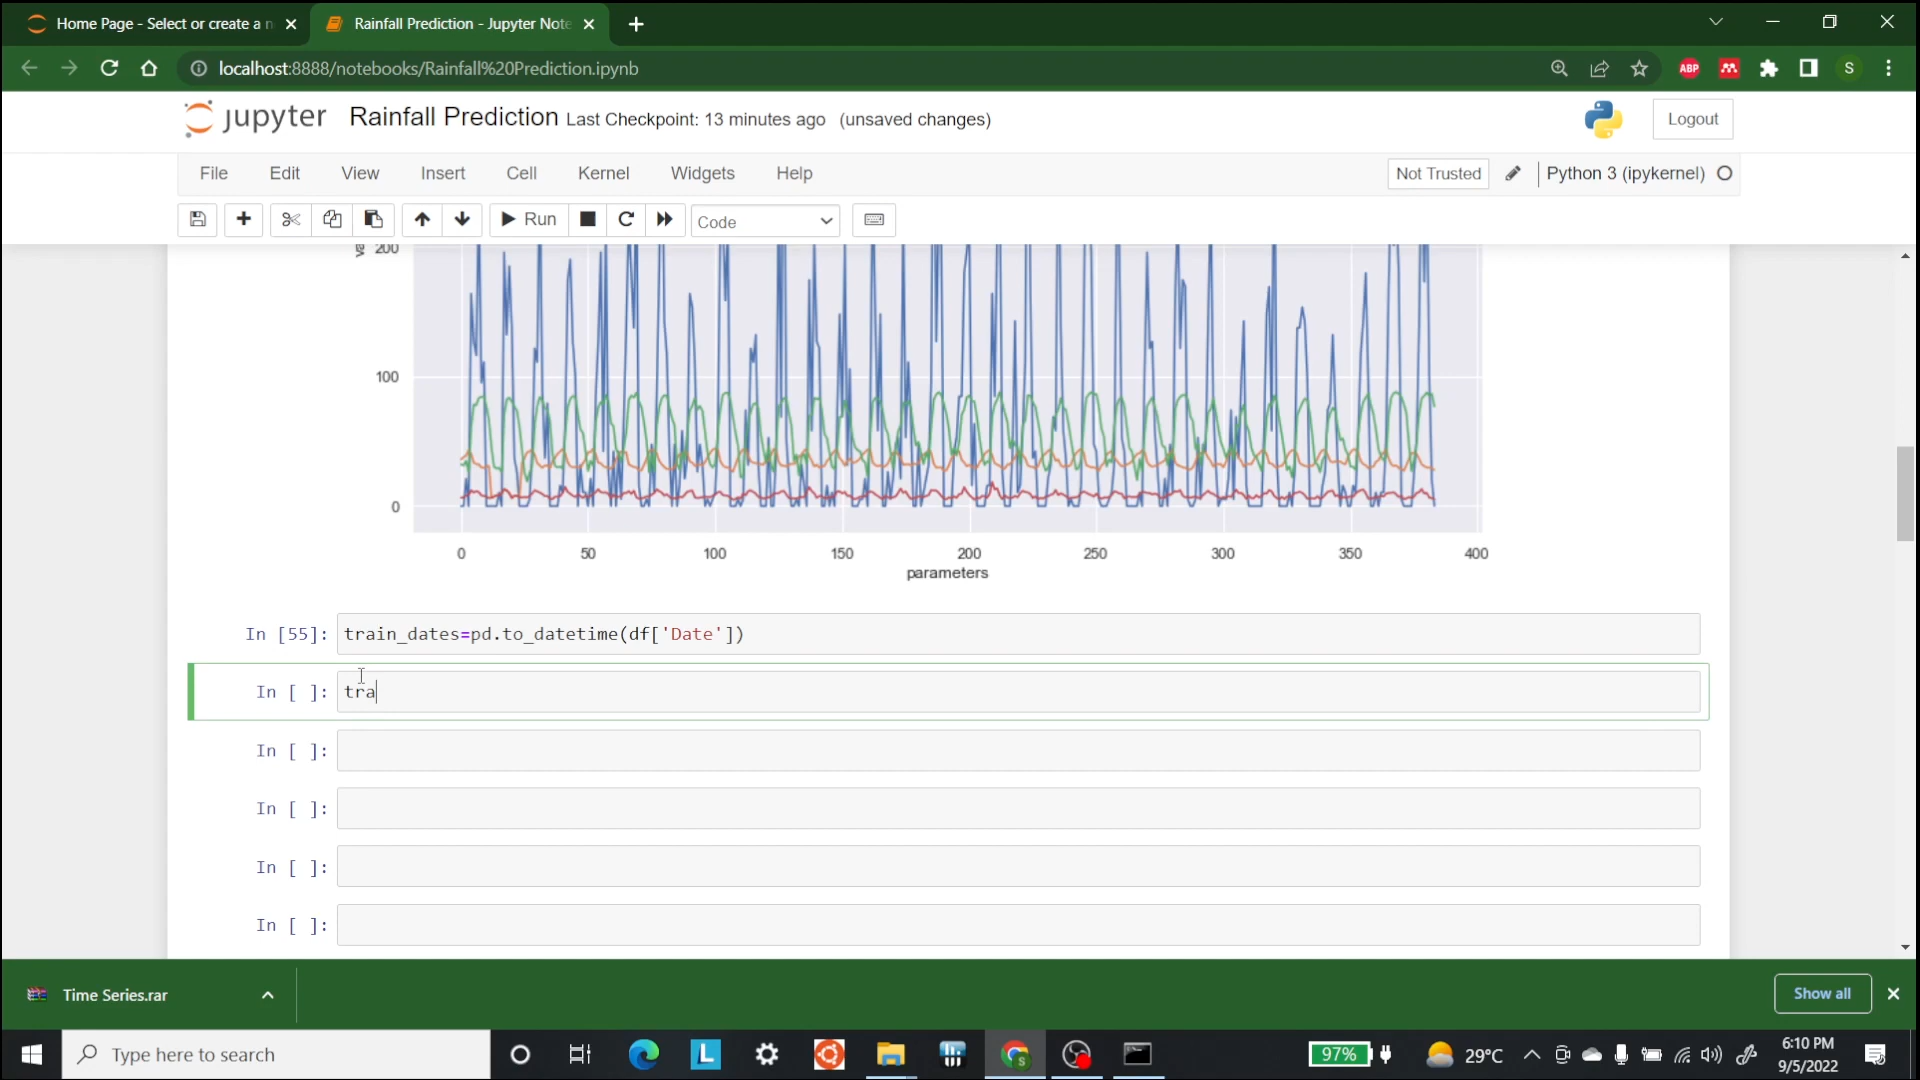 Home Page - Select or create a n
Rainfall Prediction - Jupyter Note
localhost:8888/notebooks/Rainfall%20Prediction.ipynb
ABP
S
jupyter
Rainfall Prediction Last Checkpoint: 13 minutes ago (unsaved changes)
Logout
File Edit View Insert Cell Kernel Widgets Help
Not Trusted
Python 3 (ipykernel)
Run
Code
200
100
0
0 50 100 150 200 250 300 350 400
parameters
In [55]: train_dates=pd.to_datetime(df['Date'])
In [ ]: tra
In [ ]:
In [ ]:
In [ ]:
In [ ]:
Time Series.rar
Show all
Type here to search
L
97%
29°C
6:10 PM
9/5/2022